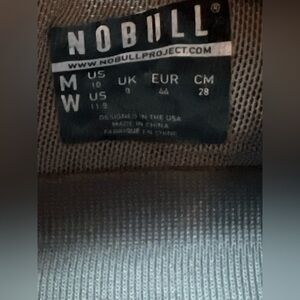 NOBULL®
WWW.NOBULLPROJECT.COM
M US UK EUR CM
10 9 44 28
W US
11.5
DESIGNED IN THE USA
MADE IN CHINA
FABRIQUÉ EN CHINE